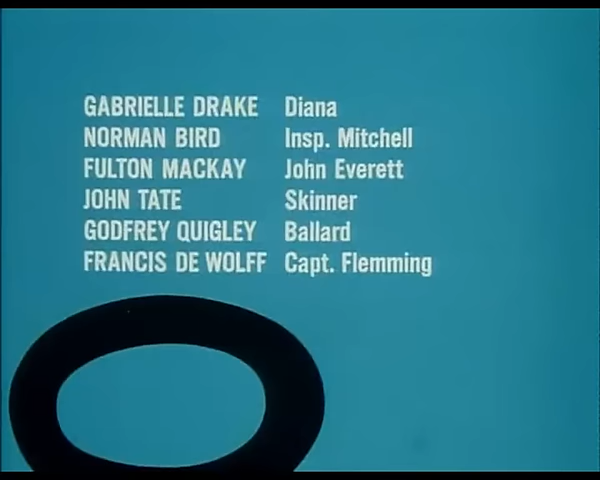 GABRIELLE DRAKE Diana
NORMAN BIRD Insp. Mitchell
FULTON MACKAY John Everett
JOHN TATE Skinner
GODFREY QUIGLEY Ballard
FRANCIS DE WOLFF Capt. Flemming